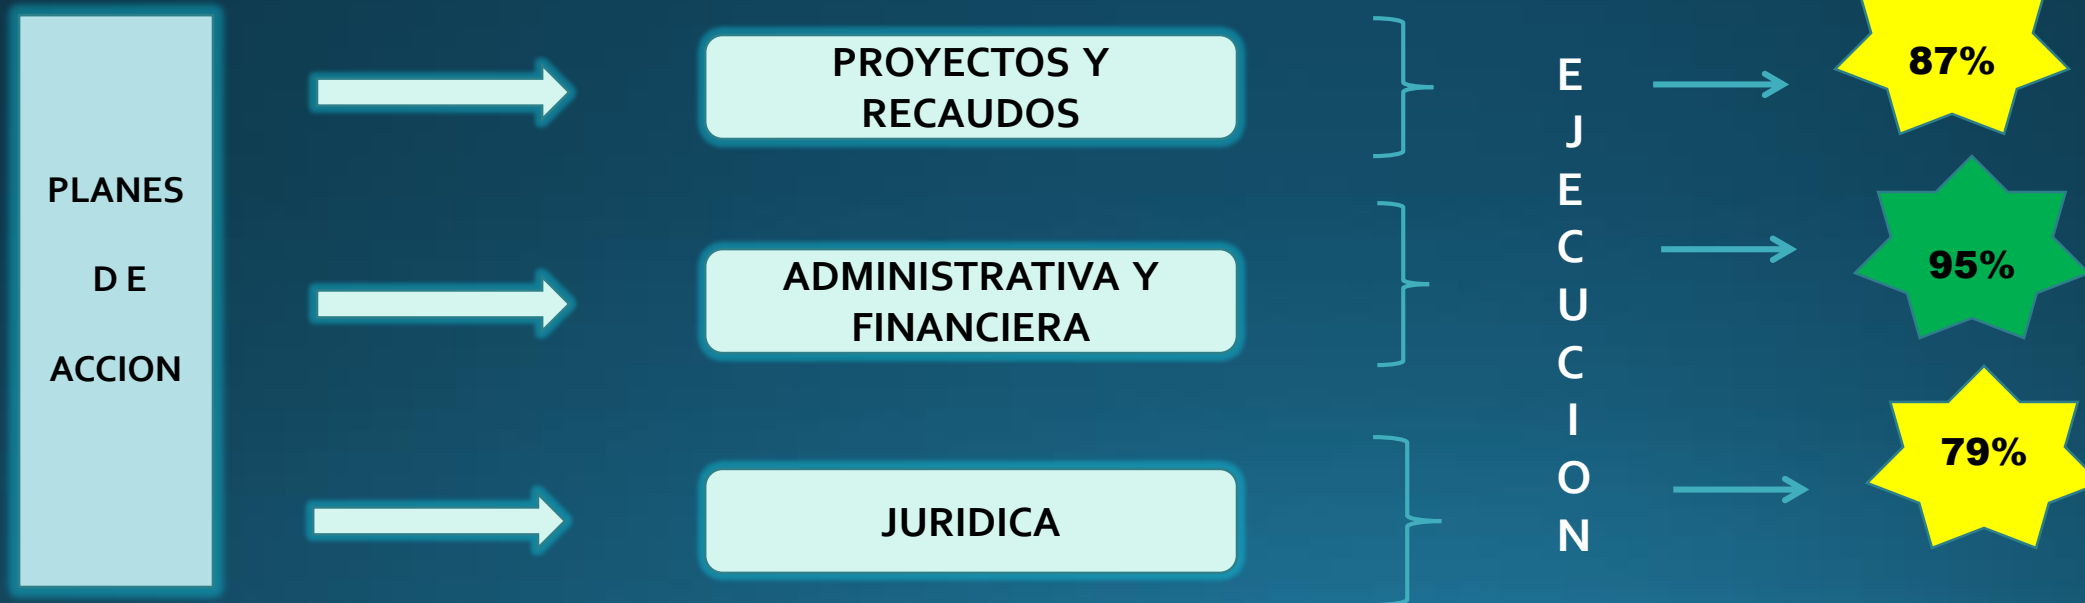 PLANES
D E
ACCION
PROYECTOS Y
RECAUDOS
ADMINISTRATIVA Y
FINANCIERA
JURIDICA
E
J
E
C
U
C
I
O
N
87%
95%
79%